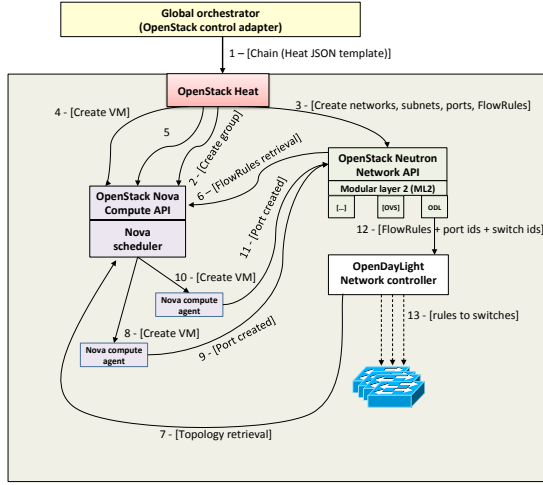 Global orchestrator
(OpenStack control adapter)
1 – [Chain (Heat JSON template)]
OpenStack Heat
4 - [Create VM]
5
2 - [Create group]
3 - [Create networks, subnets, ports, FlowRules]
6 – [FlowRules retrieval]
OpenStack Neutron
Network API
Modular layer 2 (ML2)
[...]
[OVS]
ODL
OpenStack Nova
Compute API
Nova
scheduler
11 - [Port created]
12 - [FlowRules + port ids + switch ids]
10 - [Create VM]
Nova compute
agent
OpenDayLight
Network controller
8 - [Create VM]
Nova compute
agent
9 - [Port created]
13 - [rules to switches]
7 - [Topology retrieval]